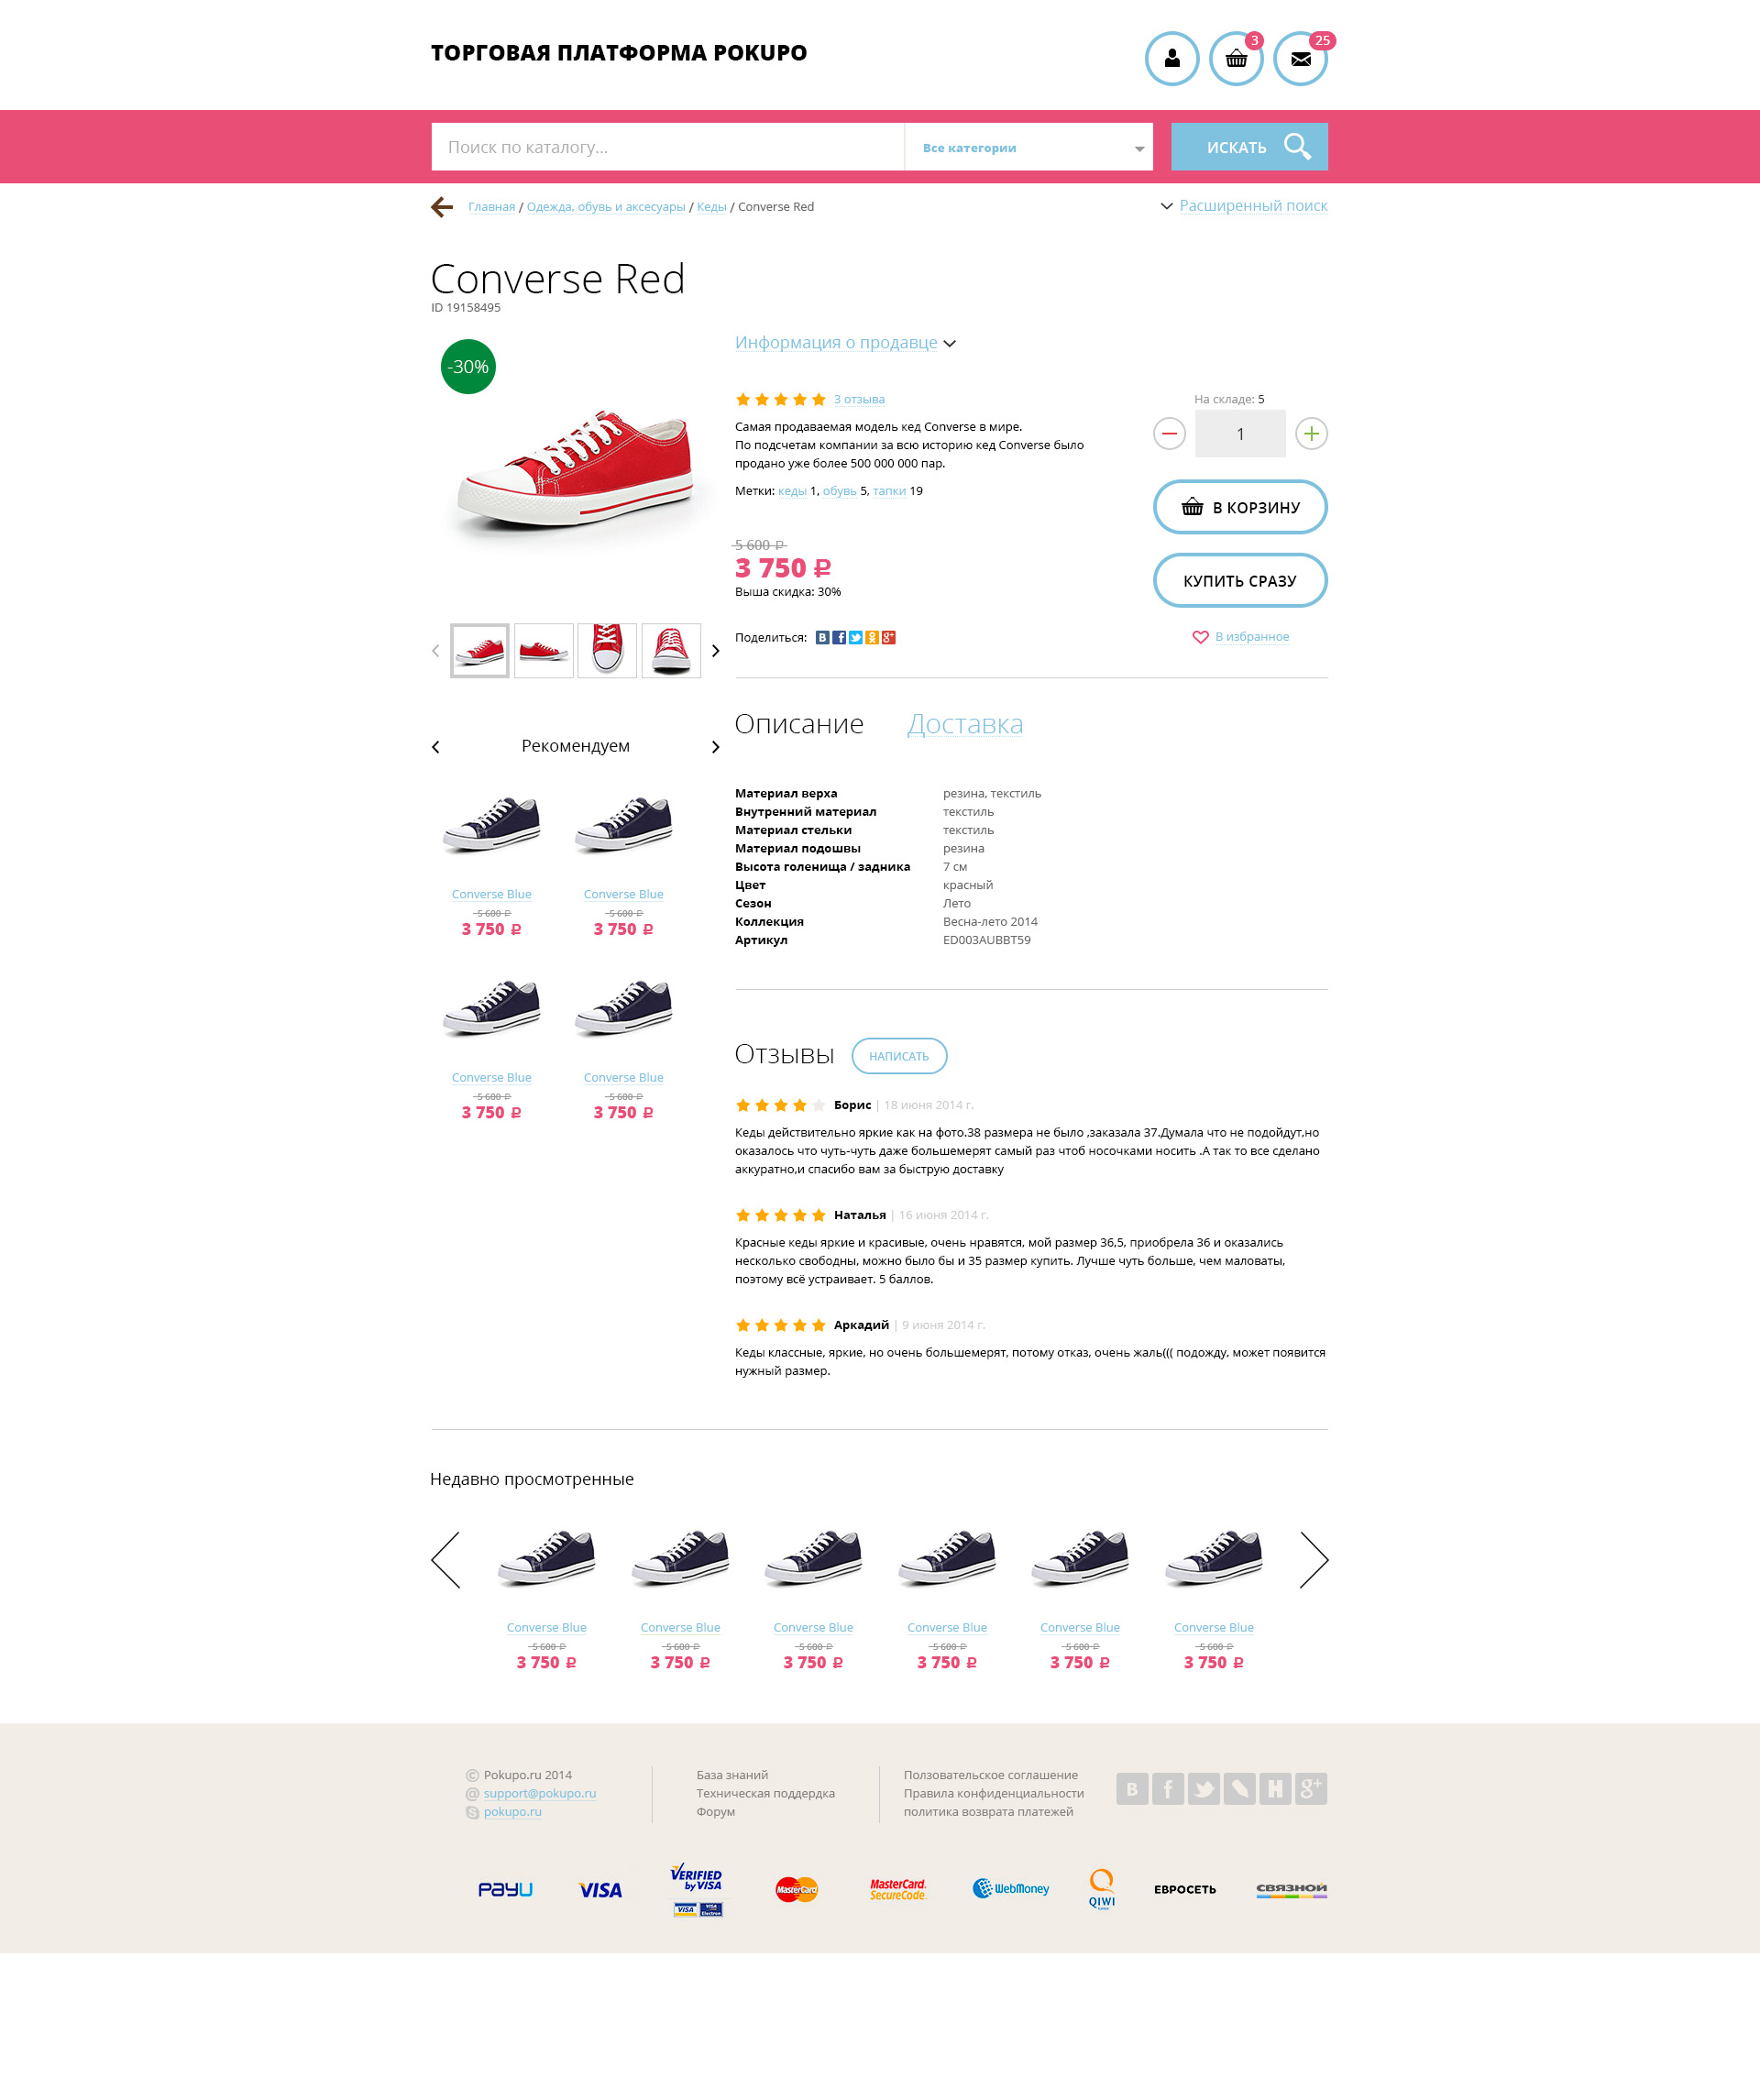 ТОРГОВАЯ ПЛАТФОРМА POKUPO
3
25
Поиск по каталогу...
Все категории
ИСКАТЬ
Главная / Одежда, обувь и аксесуары / Кеды / Converse Red
Расширенный поиск
Converse Red
ID 19158495
-30%
Информация о продавце
3 отзыва
Самая продаваемая модель кед Converse в мире.
По подсчетам компании за всю историю кед Converse было
продано уже более 500 000 000 пар.
Метки: кеды 1, обувь 5, тапки 19
5 600 ₽
3 750 ₽
Выша скидка: 30%
Поделиться:
На складе: 5
1
В КОРЗИНУ
КУПИТЬ СРАЗУ
В избранное
Рекомендуем
Converse Blue
5 600 ₽
3 750 ₽
Converse Blue
5 600 ₽
3 750 ₽
Converse Blue
5 600 ₽
3 750 ₽
Converse Blue
5 600 ₽
3 750 ₽
Описание
Доставка
Материал верха резина, текстиль
Внутренний материал текстиль
Материал стельки текстиль
Материал подошвы резина
Высота голенища / задника 7 см
Цвет красный
Сезон Лето
Коллекция Весна-лето 2014
Артикул ED003AUBBT59
Отзывы
НАПИСАТЬ
Борис | 18 июня 2014 г.
Кеды действительно яркие как на фото.38 размера не было ,заказала 37.Думала что не подойдут,но
оказалось что чуть-чуть даже большемерят самый раз чтоб носочками носить .А так то все сделано
аккуратно,и спасибо вам за быструю доставку
Наталья | 16 июня 2014 г.
Красные кеды яркие и красивые, очень нравятся, мой размер 36,5, приобрела 36 и оказались
несколько свободны, можно было бы и 35 размер купить. Лучше чуть больше, чем маловаты,
поэтому всё устраивает. 5 баллов.
Аркадий | 9 июня 2014 г.
Кеды классные, яркие, но очень большемерят, потому отказ, очень жаль((( подожду, может появится
нужный размер.
Недавно просмотренные
Converse Blue
5 600 ₽
3 750 ₽
Converse Blue
5 600 ₽
3 750 ₽
Converse Blue
5 600 ₽
3 750 ₽
Converse Blue
5 600 ₽
3 750 ₽
Converse Blue
5 600 ₽
3 750 ₽
Converse Blue
5 600 ₽
3 750 ₽
© Pokupo.ru 2014
@ support@pokupo.ru
pokupo.ru
База знаний
Техническая поддердка
Форум
Ползовательское соглашение
Правила конфиденциальности
политика возврата платежей
PayU
VISA
VERIFIED
by VISA
VISA
VISA
Electron
MasterCard
MasterCard.
SecureCode.
WebMoney
QIWI
ЕВРОСЕТЬ
СВЯЗНОЙ